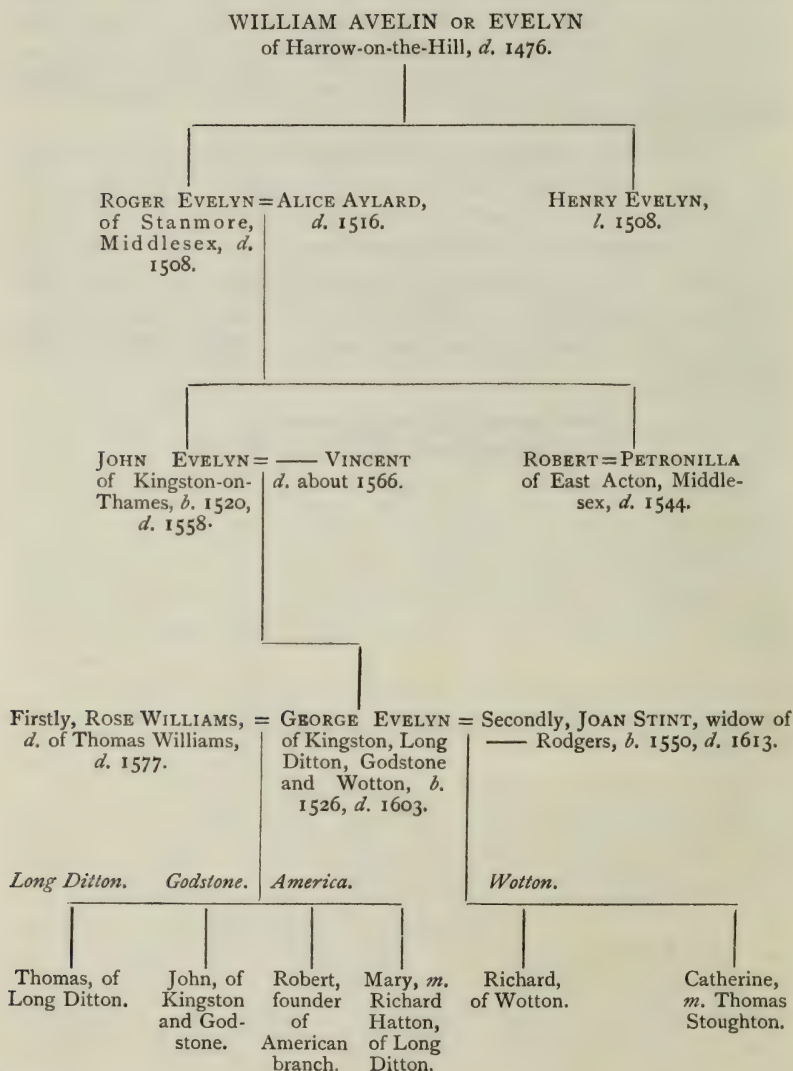 WILLIAM AVELIN OR EVELYN
of Harrow-on-the-Hill, d. 1476.
ROGER EVELYN = ALICE AYLARD,
of Stanmore, d. 1516.
Middlesex, d.
1508.
HENRY EVELYN,
l. 1508.
JOHN EVELYN = — VINCENT
of Kingston-on- d. about 1566.
Thames, b. 1520,
d. 1558.
ROBERT = PETRONILLA
of East Acton, Middle-
sex, d. 1544.
Firstly, ROSE WILLIAMS, = GEORGE EVELYN = Secondly, JOAN STINT, widow of
d. of Thomas Williams,
d. 1577.
of Kingston, Long
Ditton, Godstone
and Wotton, b.
1526, d. 1603.
— Rodgers, b. 1550, d. 1613.
Long Ditton. Godstone. America. Wotton.
Thomas, of
Long Ditton.
John, of
Kingston
and God-
stone.
Robert,
founder
of
American
branch.
Mary, m.
Richard
Hatton,
of Long
Ditton.
Richard,
of Wotton.
Catherine,
m. Thomas
Stoughton.